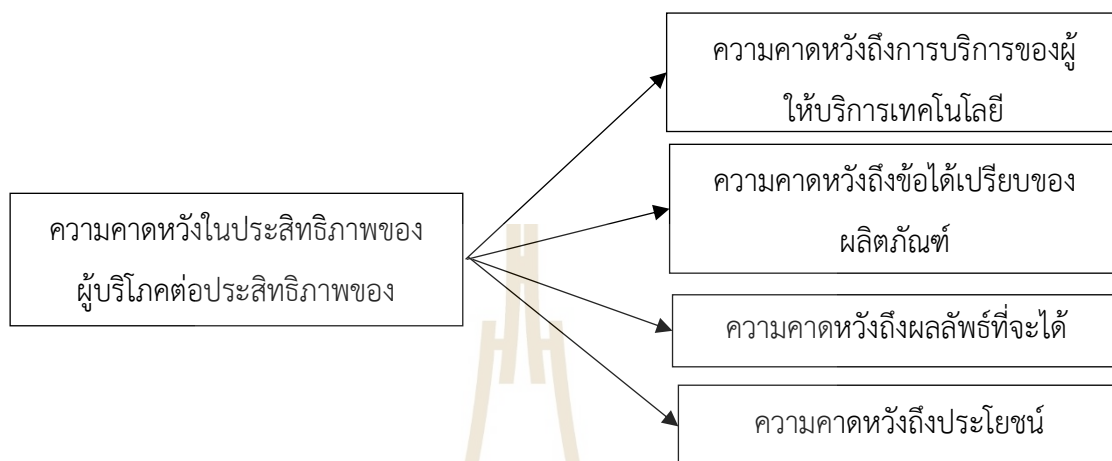 ความคาดหวังถึงการบริการของผู้
ให้บริการเทคโนโลยี
ความคาดหวังถึงข้อได้เปรียบของ
ผลิตภัณฑ์
ความคาดหวังในประสิทธิภาพของ
ผู้บริโภคต่อประสิทธิภาพของ
ความคาดหวังถึงผลลัพธ์ที่จะได้
ความคาดหวังถึงประโยชน์